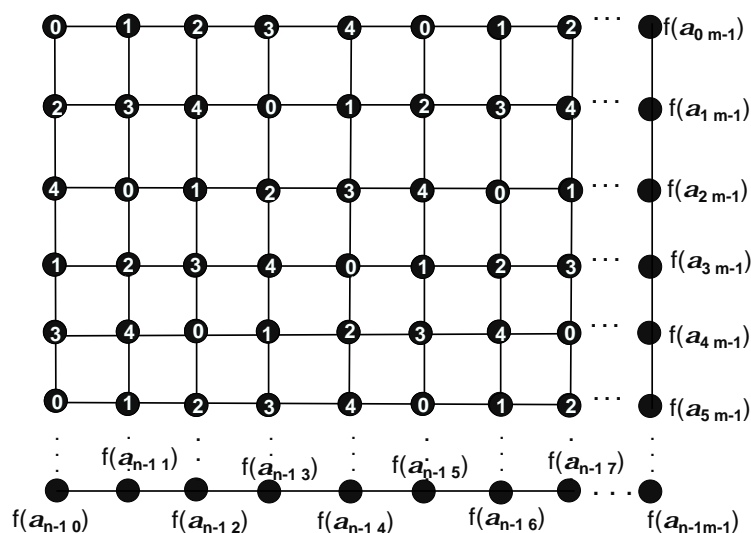 0 1 2 3 4 0 1 2 ... f(a0 m-1)
2 3 4 0 1 2 3 4 ... f(a1 m-1)
4 0 1 2 3 4 0 1 ... f(a2 m-1)
1 2 3 4 0 1 2 3 ... f(a3 m-1)
3 4 0 1 2 3 4 0 ... f(a4 m-1)
0 1 2 3 4 0 1 2 ... f(a5 m-1)
f(an-1 1) f(an-1 3) f(an-1 5) f(an-1 7)
...
f(an-1 0) f(an-1 2) f(an-1 4) f(an-1 6) f(an-1m-1)